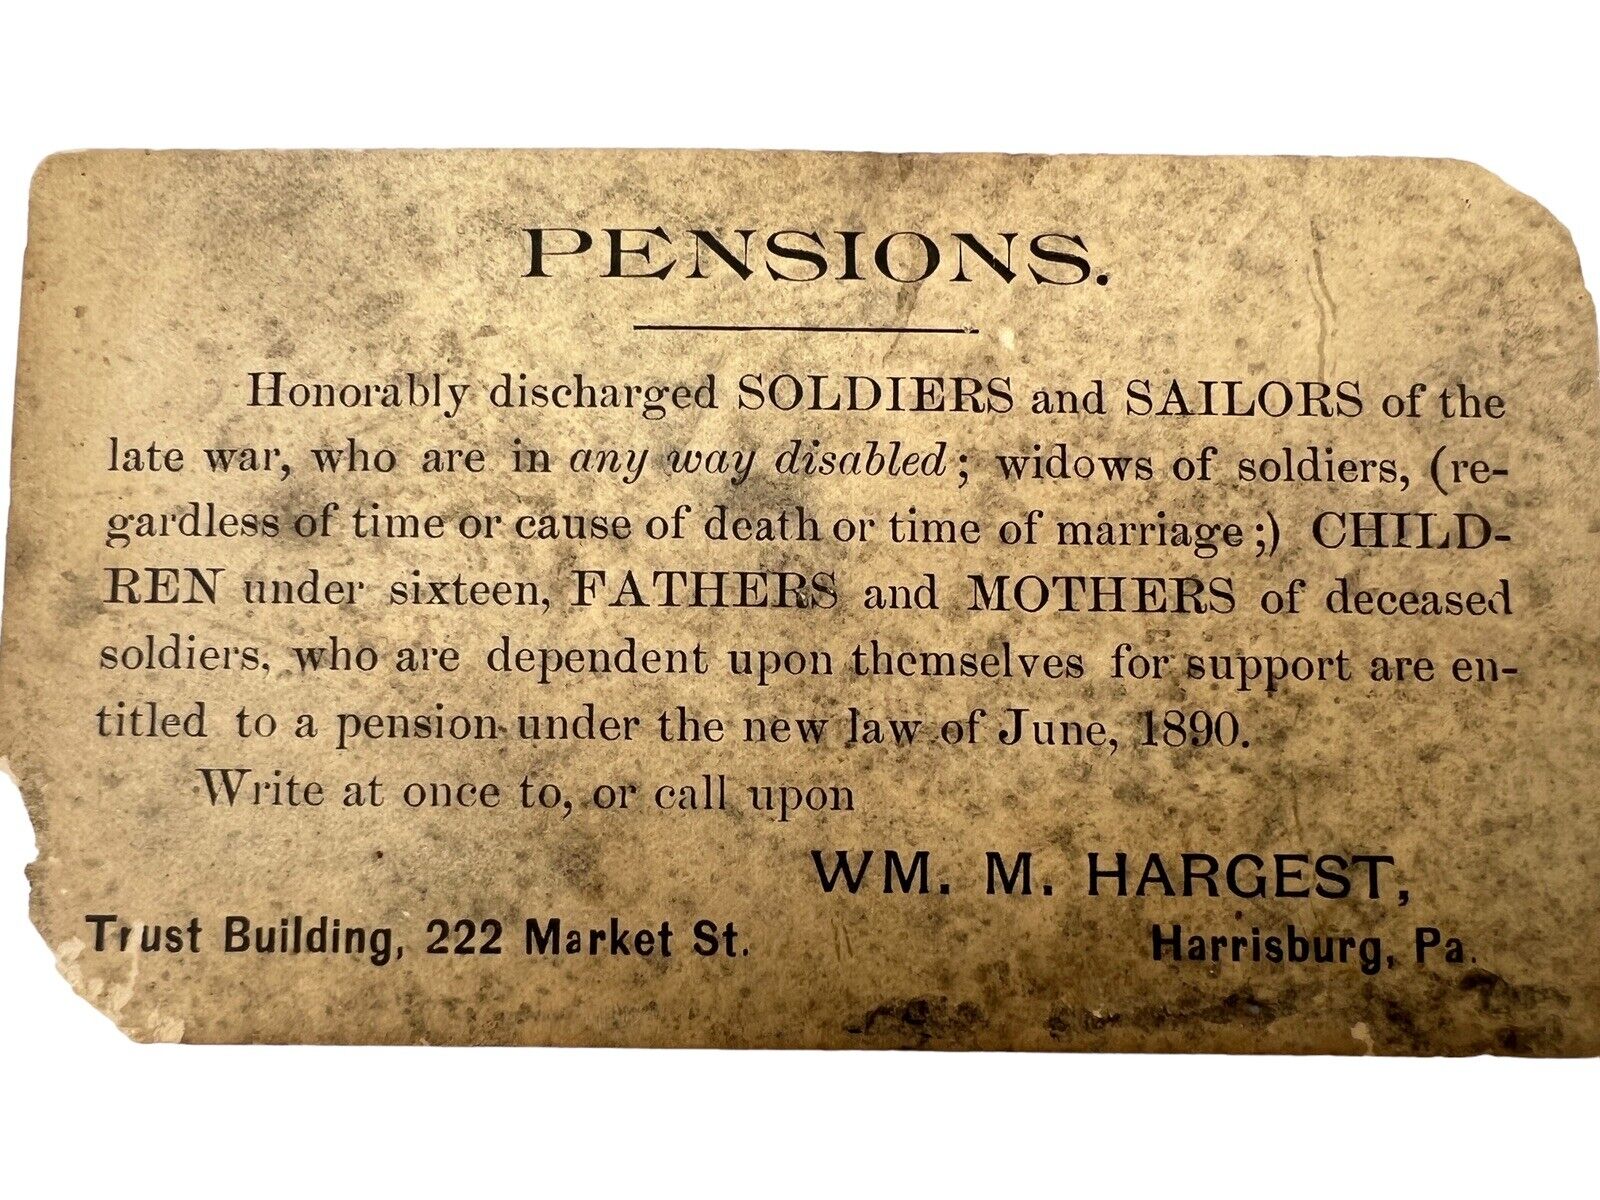 PENSIONS.
Honorably discharged SOLDIERS and SAILORS of the
late war, who are in any way disabled; widows of soldiers, (re-
gardless of time or cause of death or time of marriage;) CHILD-
REN under sixteen, FATHERS and MOTHERS of deceased
soldiers, who are dependent upon themselves for support are en-
titled to a pension under the new law of June, 1890.
Write at once to, or call upon
WM. M. HARGEST,
Trust Building, 222 Market St. Harrisburg, Pa.